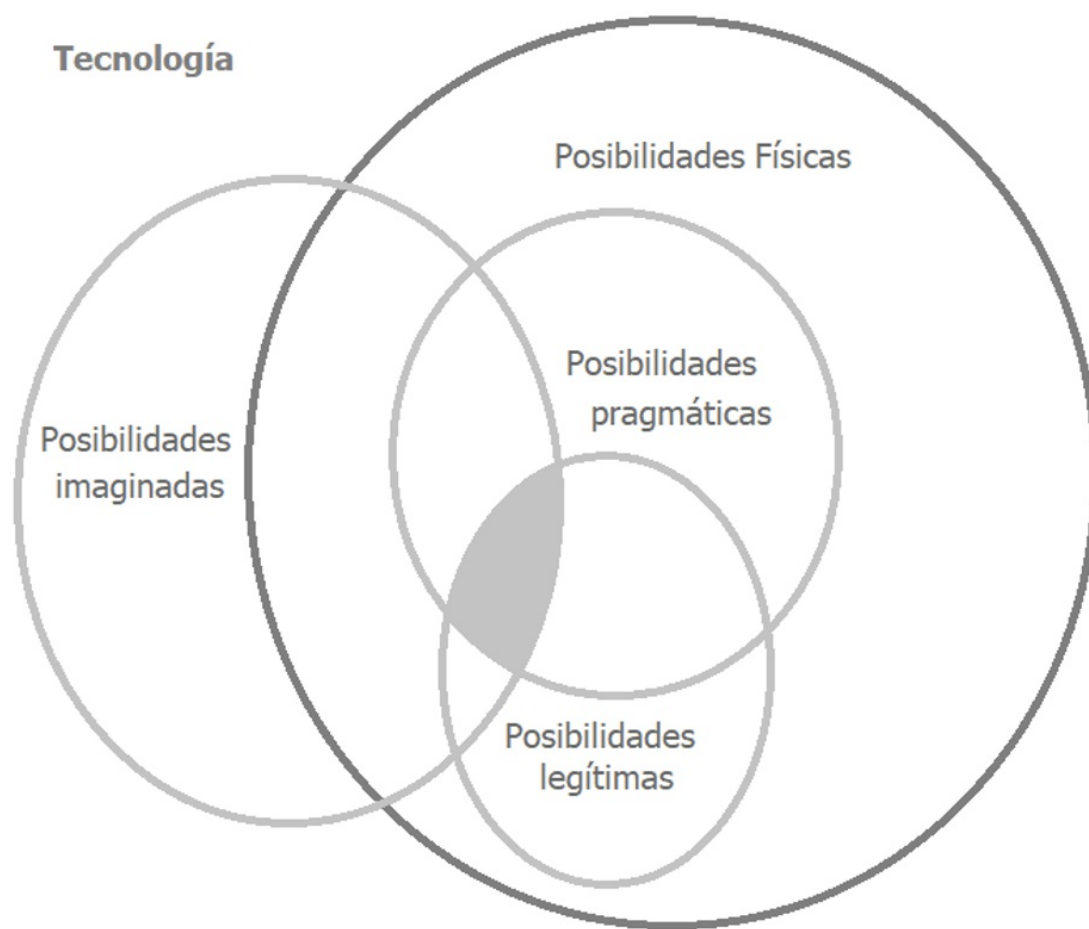 Tecnología
Posibilidades Físicas
Posibilidades
pragmáticas
Posibilidades
imaginadas
Posibilidades
legítimas